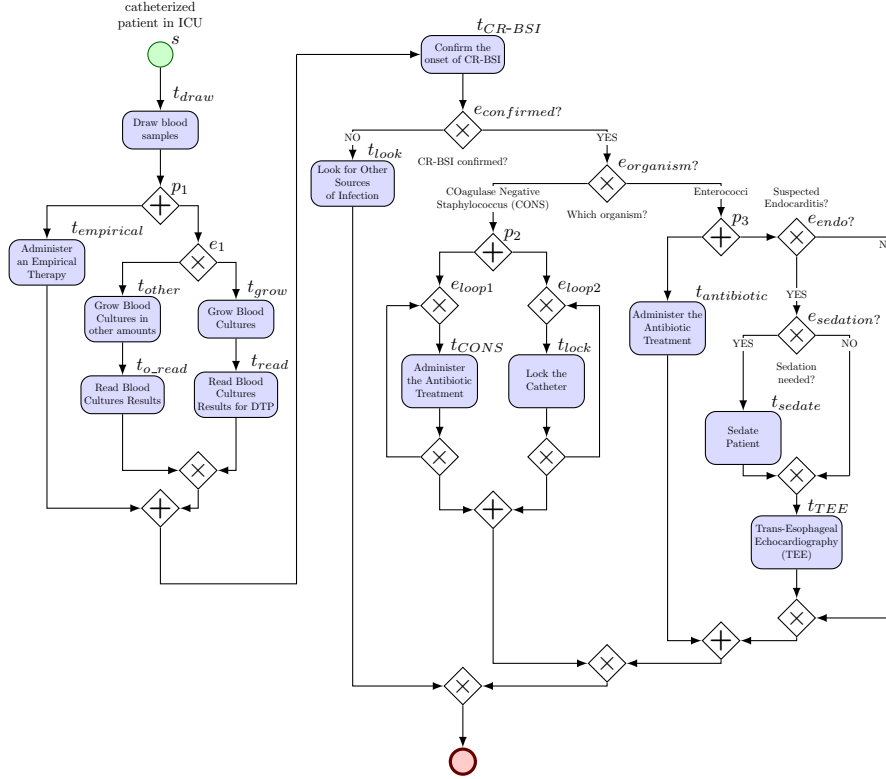 catheterized
patient in ICU
s
t_draw
Draw blood
samples
p_1
t_empirical
Administer
an Empirical
Therapy
e_1
t_other
Grow Blood
Cultures in
other amounts
t_grow
Grow Blood
Cultures
t_o_read
Read Blood
Cultures Results
t_read
Read Blood
Cultures
Results for DTP
t_CR-BSI
Confirm the
onset of CR-BSI
e_confirmed?
NO
YES
CR-BSI confirmed?
t_look
Look for Other
Sources
of Infection
e_organism?
COagulase Negative
Staphylococcus (CONS)
Enterococci
Which organism?
p_2
e_loop1
e_loop2
t_CONS
Administer
the Antibiotic
Treatment
t_lock
Lock the
Catheter
p_3
Suspected
Endocarditis?
e_endo?
N
YES
t_antibiotic
Administer the
Antibiotic
Treatment
e_sedation?
YES
NO
Sedation
needed?
t_sedate
Sedate
Patient
t_TEE
Trans-Esophageal
Echocardiography
(TEE)